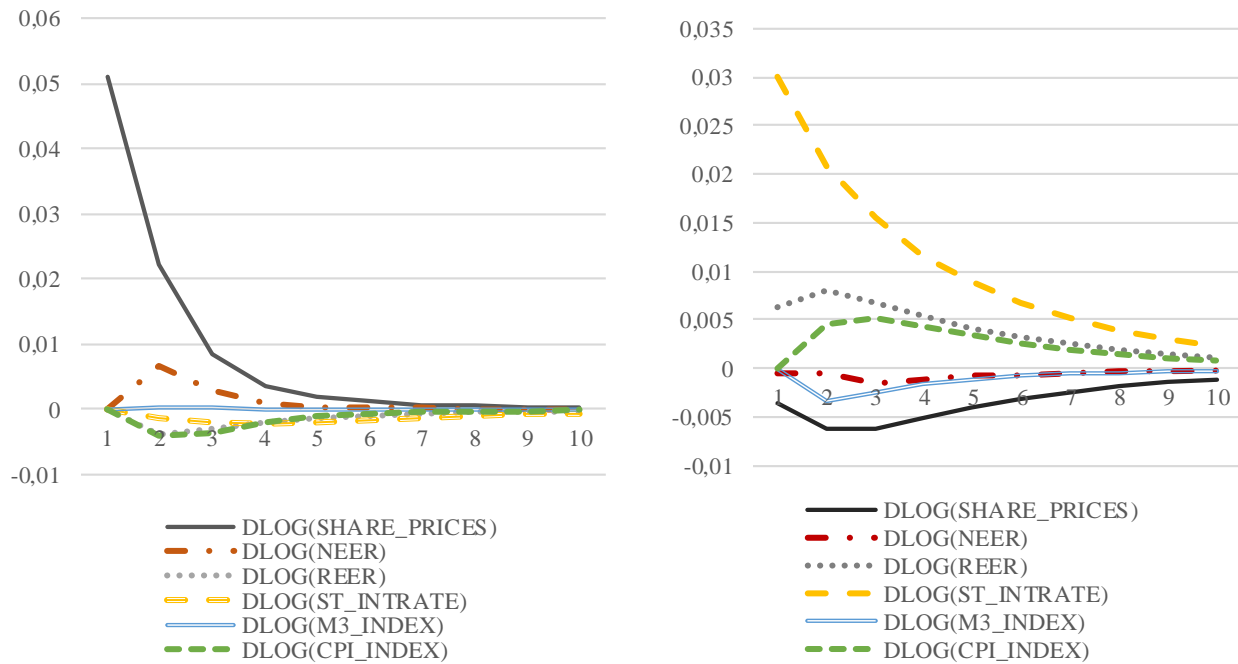 0,06
0,05
0,04
0,03
0,02
0,01
0
-0,01
1 2 3 4 5 6 7 8 9 10
DLOG(SHARE_PRICES)
DLOG(NEER)
DLOG(REER)
DLOG(ST_INTRATE)
DLOG(M3_INDEX)
DLOG(CPI_INDEX)
0,035
0,03
0,025
0,02
0,015
0,01
0,005
0
-0,005
-0,01
1 2 3 4 5 6 7 8 9 10
DLOG(SHARE_PRICES)
DLOG(NEER)
DLOG(REER)
DLOG(ST_INTRATE)
DLOG(M3_INDEX)
DLOG(CPI_INDEX)